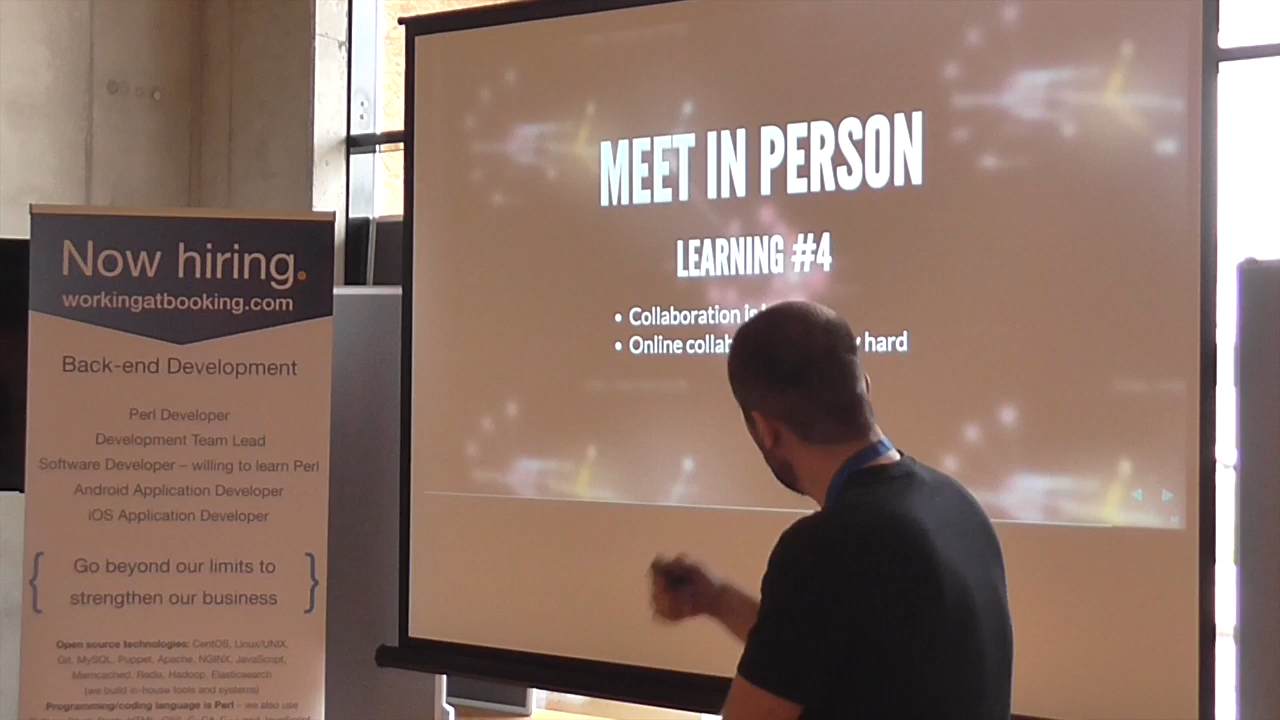 Now hiring.
workingatbooking.com
Back-end Development
Perl Developer
Development Team Lead
Software Developer – willing to learn Perl
Android Application Developer
iOS Application Developer
{ Go beyond our limits to }
strengthen our business
Open source technologies: CentOS, Linux/UNIX,
Git, MySQL, Puppet, Apache, NGINX, JavaScript,
Memcached, Redis, Hadoop, Elasticsearch
(we build in-house tools and systems)
Programming/coding language is Perl – we also use
MEET IN PERSON
LEARNING #4
• Collaboration
• Online hard